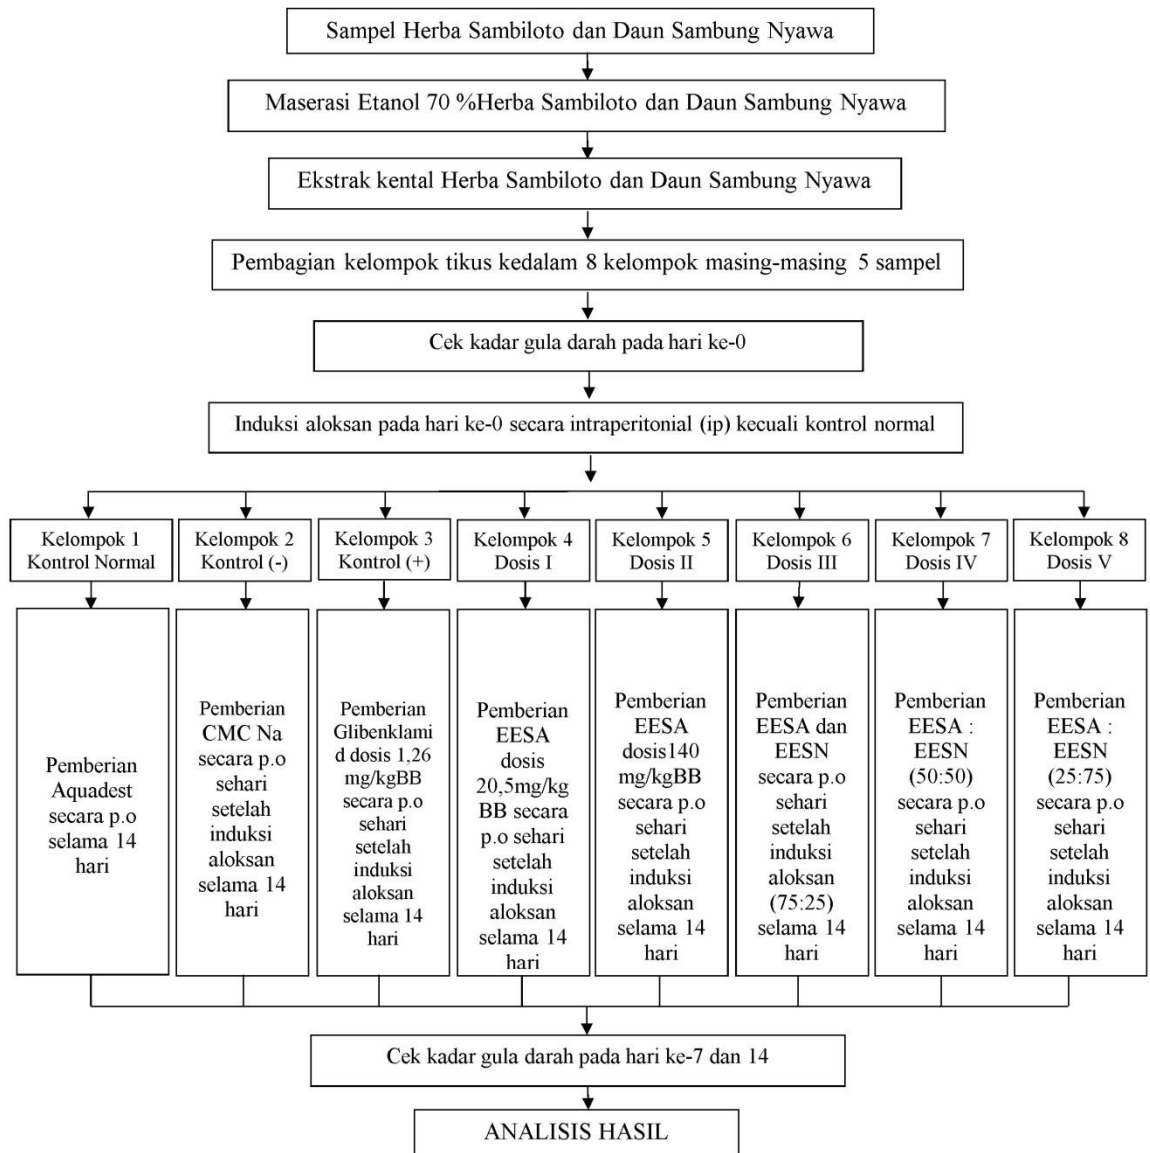 Sampel Herba Sambiloto dan Daun Sambung Nyawa
Maserasi Etanol 70 %Herba Sambiloto dan Daun Sambung Nyawa
Ekstrak kental Herba Sambiloto dan Daun Sambung Nyawa
Pembagian kelompok tikus kedalam 8 kelompok masing-masing 5 sampel
Cek kadar gula darah pada hari ke-0
Induksi aloksan pada hari ke-0 secara intraperitonial (ip) kecuali kontrol normal
Kelompok 1
Kontrol Normal
Kelompok 2
Kontrol (-)
Kelompok 3
Kontrol (+)
Kelompok 4
Dosis I
Kelompok 5
Dosis II
Kelompok 6
Dosis III
Kelompok 7
Dosis IV
Kelompok 8
Dosis V
Pemberian
Aquadest
secara p.o
selama 14
hari
Pemberian
CMC Na
secara p.o
sehari
setelah
induksi
aloksan
selama 14
hari
Pemberian
Glibenklami
d dosis 1,26
mg/kgBB
secara p.o
sehari
setelah
induksi
aloksan
selama 14
hari
Pemberian
EESA
dosis
20,5mg/kg
BB secara
p.o sehari
setelah
induksi
aloksan
selama 14
hari
Pemberian
EESA
dosis140
mg/kgBB
secara p.o
sehari
setelah
induksi
aloksan
selama 14
hari
Pemberian
EESA dan
EESN
secara p.o
sehari
setelah
induksi
aloksan
(75:25)
selama 14
hari
Pemberian
EESA :
EESN
(50:50)
secara p.o
sehari
setelah
induksi
aloksan
selama 14
hari
Pemberian
EESA :
EESN
(25:75)
secara p.o
sehari
setelah
induksi
aloksan
selama 14
hari
Cek kadar gula darah pada hari ke-7 dan 14
ANALISIS HASIL